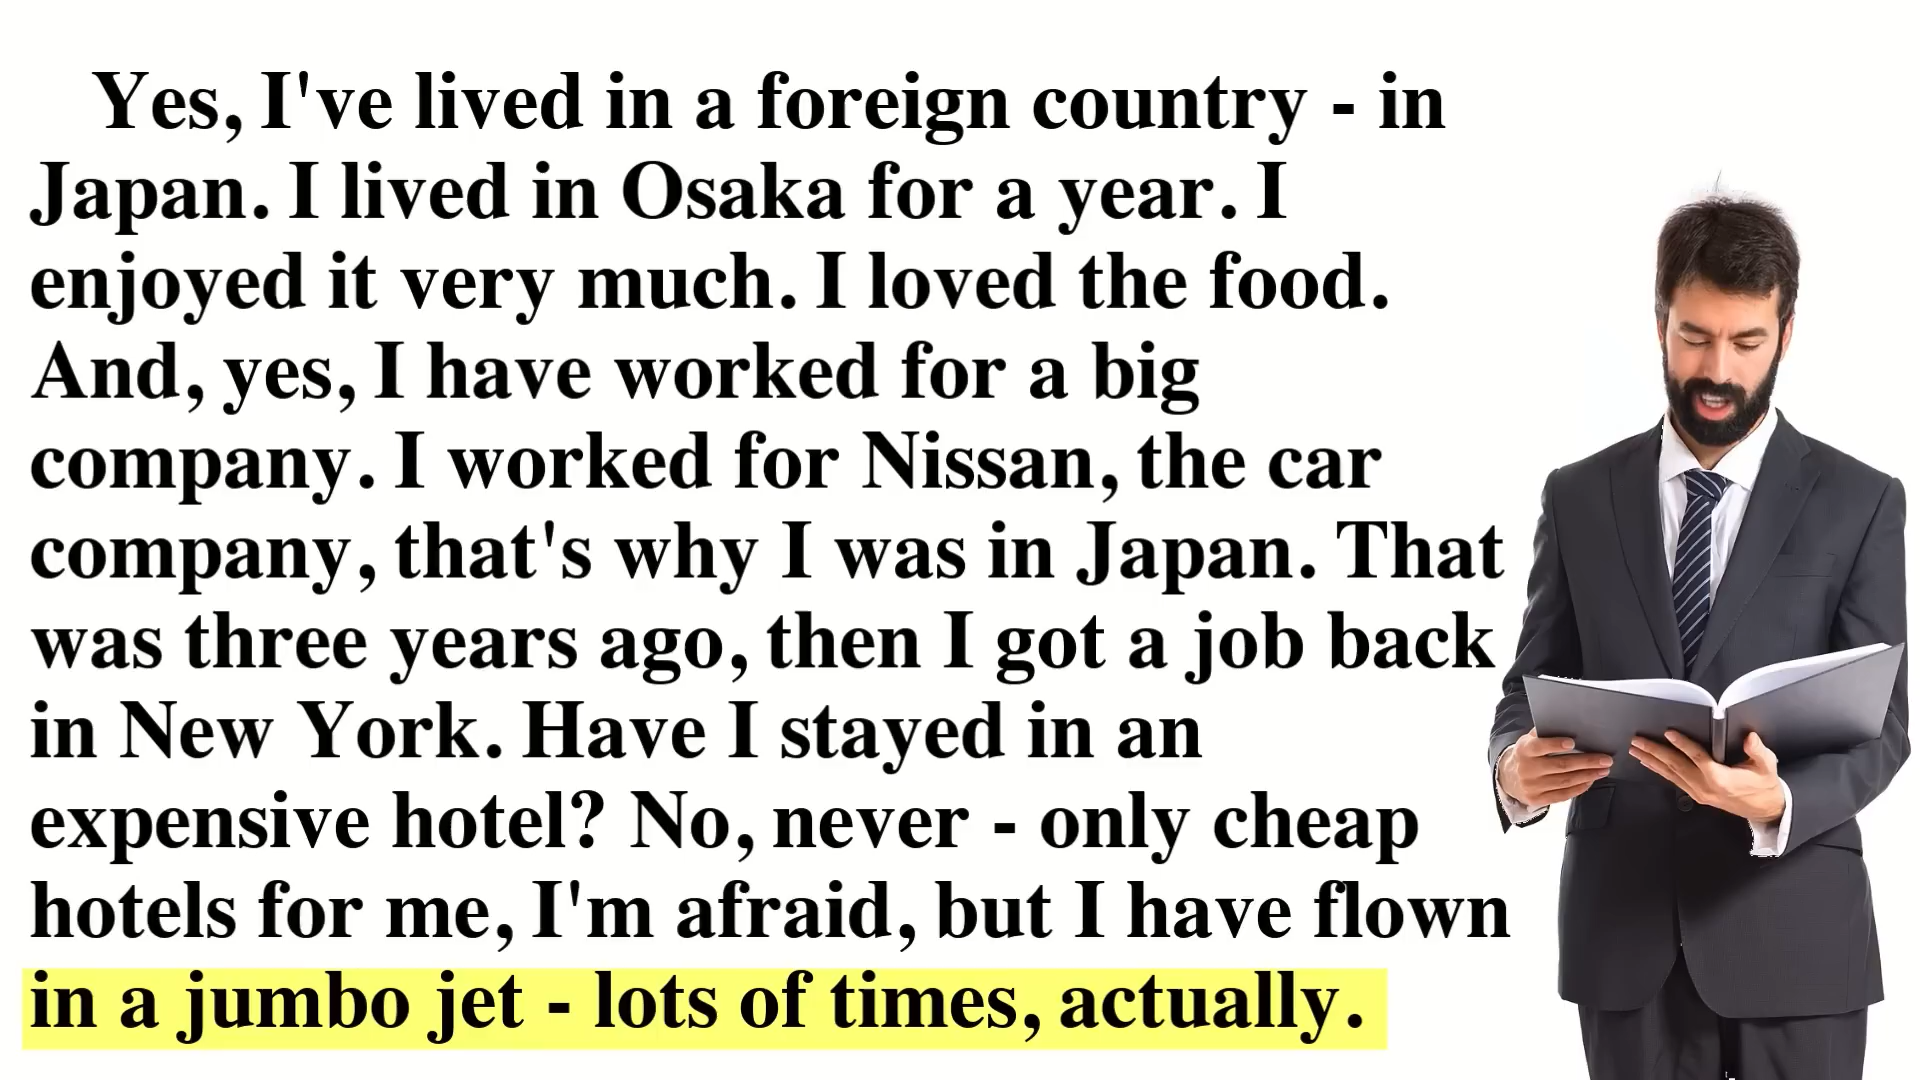 Yes, I've lived in a foreign country - in
Japan. I lived in Osaka for a year. I
enjoyed it very much. I loved the food.
And, yes, I have worked for a big
company. I worked for Nissan, the car
company, that's why I was in Japan. That
was three years ago, then I got a job back
in New York. Have I stayed in an
expensive hotel? No, never - only cheap
hotels for me, I'm afraid, but I have flown
in a jumbo jet - lots of times, actually.